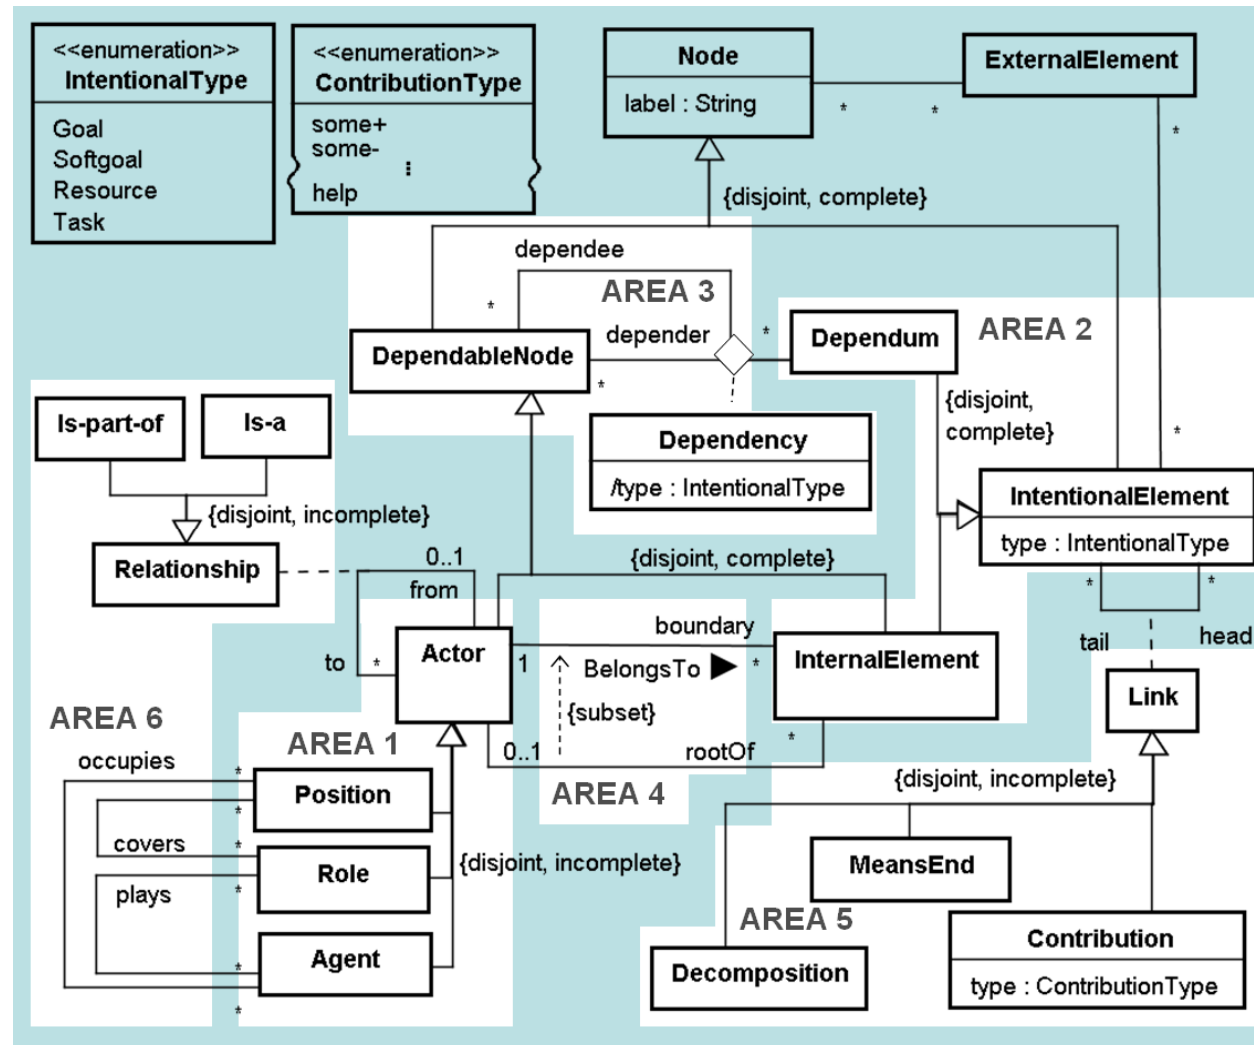 <<enumeration>>
IntentionalType
Goal
Softgoal
Resource
Task
<<enumeration>>
ContributionType
some+
some-
⋮
help
Node
label : String
ExternalElement
*
*
*
{disjoint, complete}
dependee
AREA 3
*
depender
*
*
DependableNode
Dependum
AREA 2
{disjoint,
complete}
Dependency
/type : IntentionalType
*
IntentionalElement
type : IntentionalType
*
*
tail
head
Is-part-of
Is-a
{disjoint, incomplete}
Relationship
0..1
from
to
*
{disjoint, complete}
Actor
1
boundary
BelongsTo
*
{subset}
InternalElement
0..1
rootOf
*
AREA 4
Link
{disjoint, incomplete}
AREA 6
AREA 1
occupies
*
Position
*
covers
*
Role
*
plays
{disjoint, incomplete}
*
Agent
*
MeansEnd
AREA 5
Decomposition
Contribution
type : ContributionType